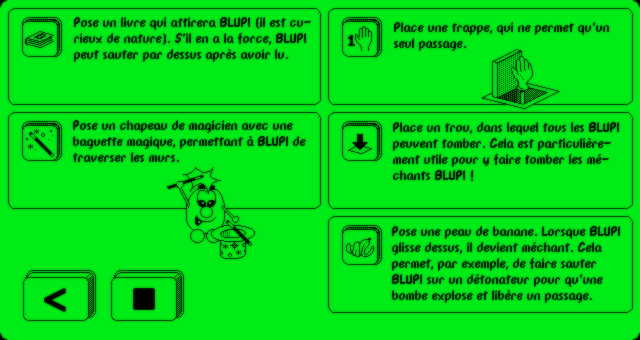 Pose un livre qui attirera BLUPI (il est cu-
rieux de nature). S'il en a la force, BLUPI
peut sauter par dessus après avoir lu.
Pose un chapeau de magicien avec une
baguette magique, permettant à BLUPI de
traverser les murs.
1
Place une trappe, qui ne permet qu'un
seul passage.
Place un trou, dans lequel tous les BLUPI
peuvent tomber. Cela est particulière-
ment utile pour y faire tomber les mé-
chants BLUPI !
Pose une peau de banane. Lorsque BLUPI
glisse dessus, il devient méchant. Cela
permet, par exemple, de faire sauter
BLUPI sur un détonateur pour qu'une
bombe explose et libère un passage.
<